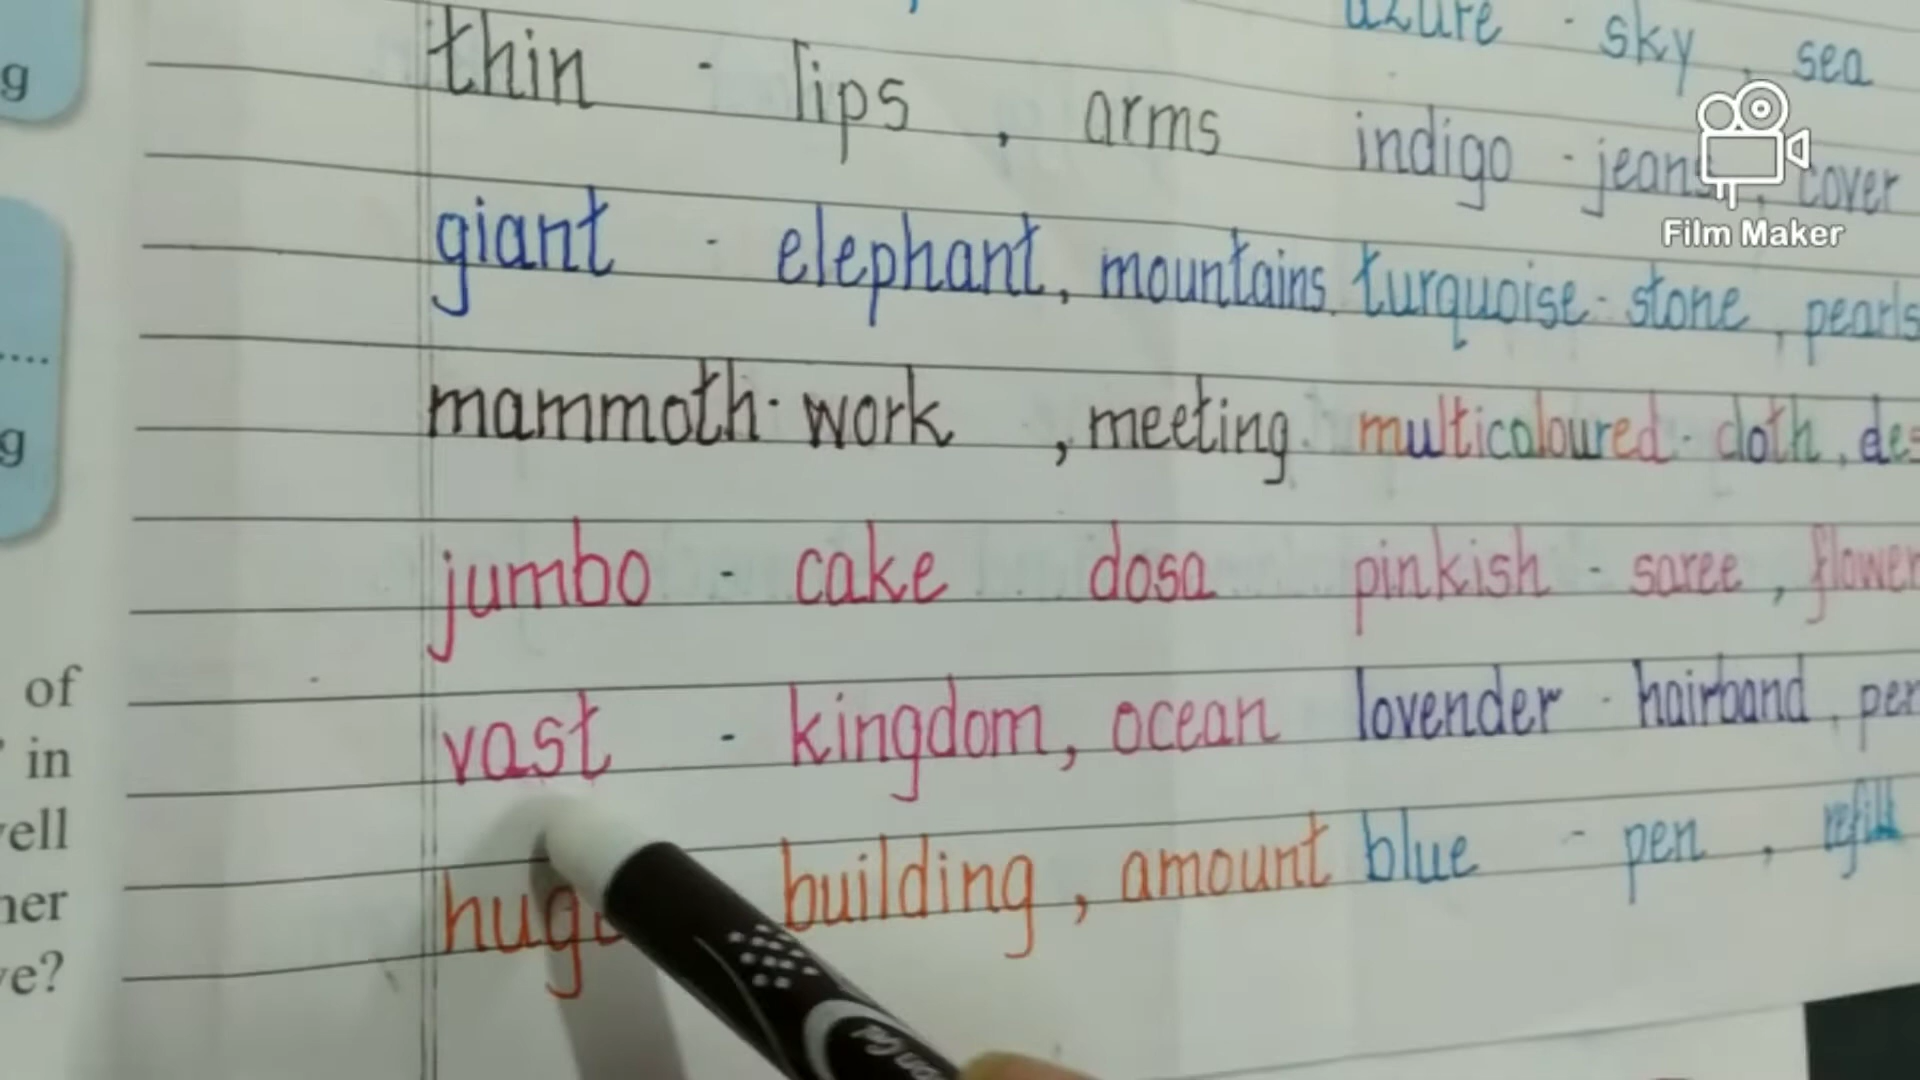 thin - lips, arms azure - sky, sea
g
indigo - jeans, cover
Film Maker
giant - elephant, mountains. turquoise - stone, pearls
....
mammoth - work, meeting. multicoloured - cloth,
g
jumbo - cake dosa pinkish - saree, flower
of
vast - kingdom, ocean lovender - hairband,
in
building, amount blue - pen, refill
?